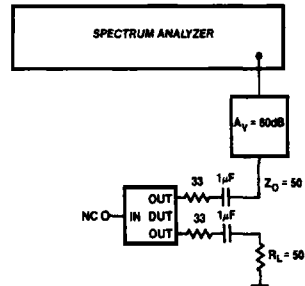 SPECTRUM ANALYZER
AV = 60dB
ZO = 50
33
1µF
OUT
NC
IN DUT
33
1µF
OUT
RL = 50